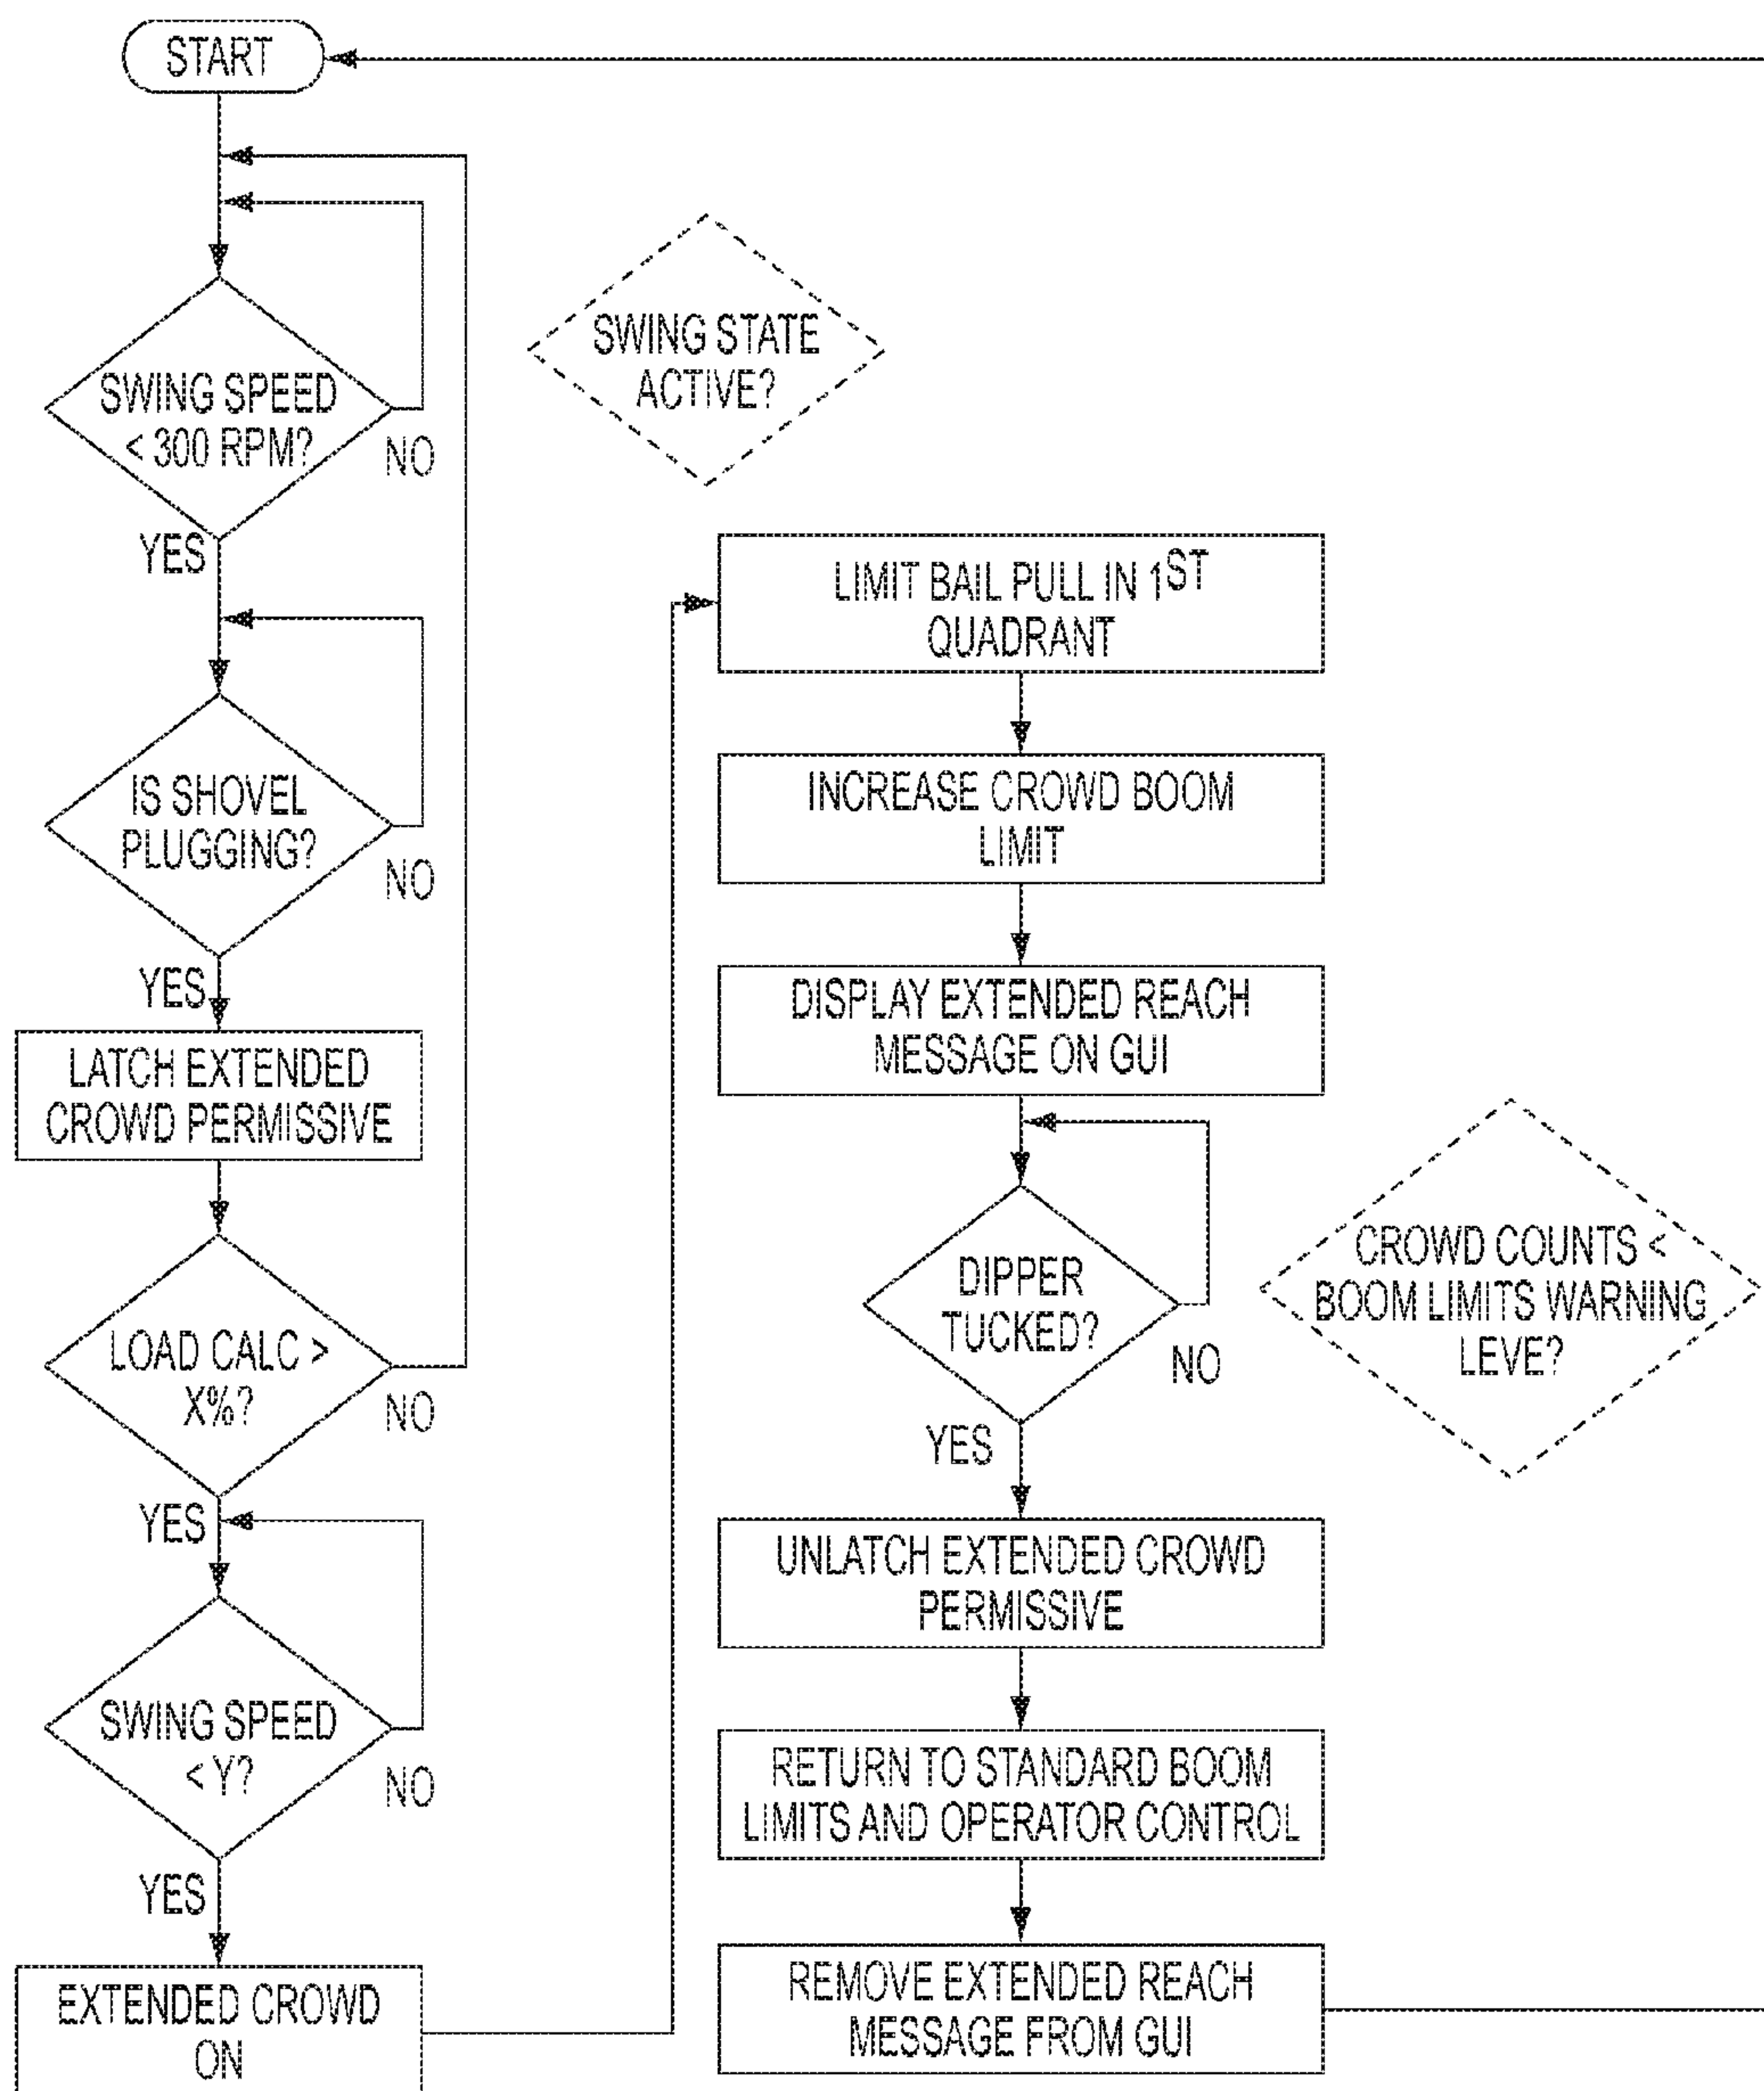 START
SWING SPEED
< 300 RPM?
NO
YES
IS SHOVEL
PLUGGING?
NO
YES
LATCH EXTENDED
CROWD PERMISSIVE
LOAD CALC >
X%?
NO
YES
SWING SPEED
< Y?
NO
YES
EXTENDED CROWD
ON
SWING STATE
ACTIVE?
LIMIT BAIL PULL IN 1ST
QUADRANT
INCREASE CROWD BOOM
LIMIT
DISPLAY EXTENDED REACH
MESSAGE ON GUI
DIPPER
TUCKED?
NO
YES
CROWD COUNTS <
BOOM LIMITS WARNING
LEVE?
UNLATCH EXTENDED CROWD
PERMISSIVE
RETURN TO STANDARD BOOM
LIMITS AND OPERATOR CONTROL
REMOVE EXTENDED REACH
MESSAGE FROM GUI